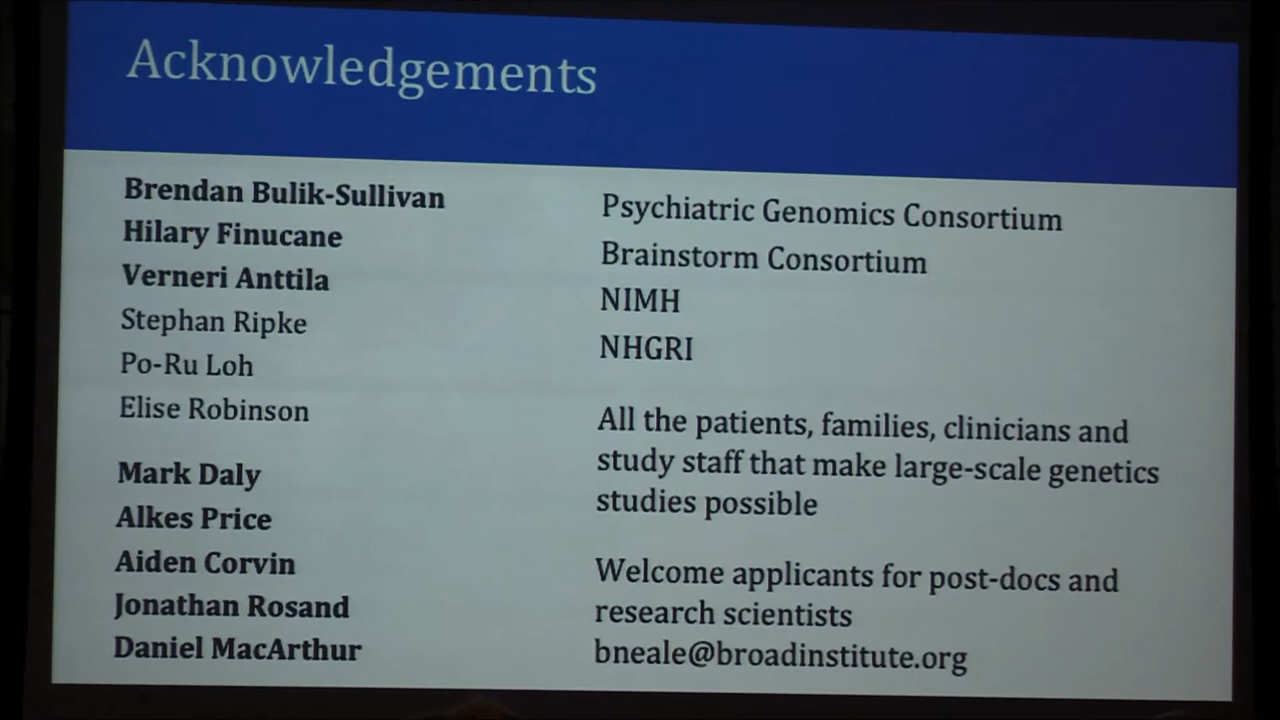 Acknowledgements
Brendan Bulik-Sullivan
Hilary Finucane
Verneri Anttila
Stephan Ripke
Po-Ru Loh
Elise Robinson
Mark Daly
Alkes Price
Aiden Corvin
Jonathan Rosand
Daniel MacArthur
Psychiatric Genomics Consortium
Brainstorm Consortium
NIMH
NHGRI
All the patients, families, clinicians and
study staff that make large-scale genetics
studies possible
Welcome applicants for post-docs and
research scientists
bneale@broadinstitute.org